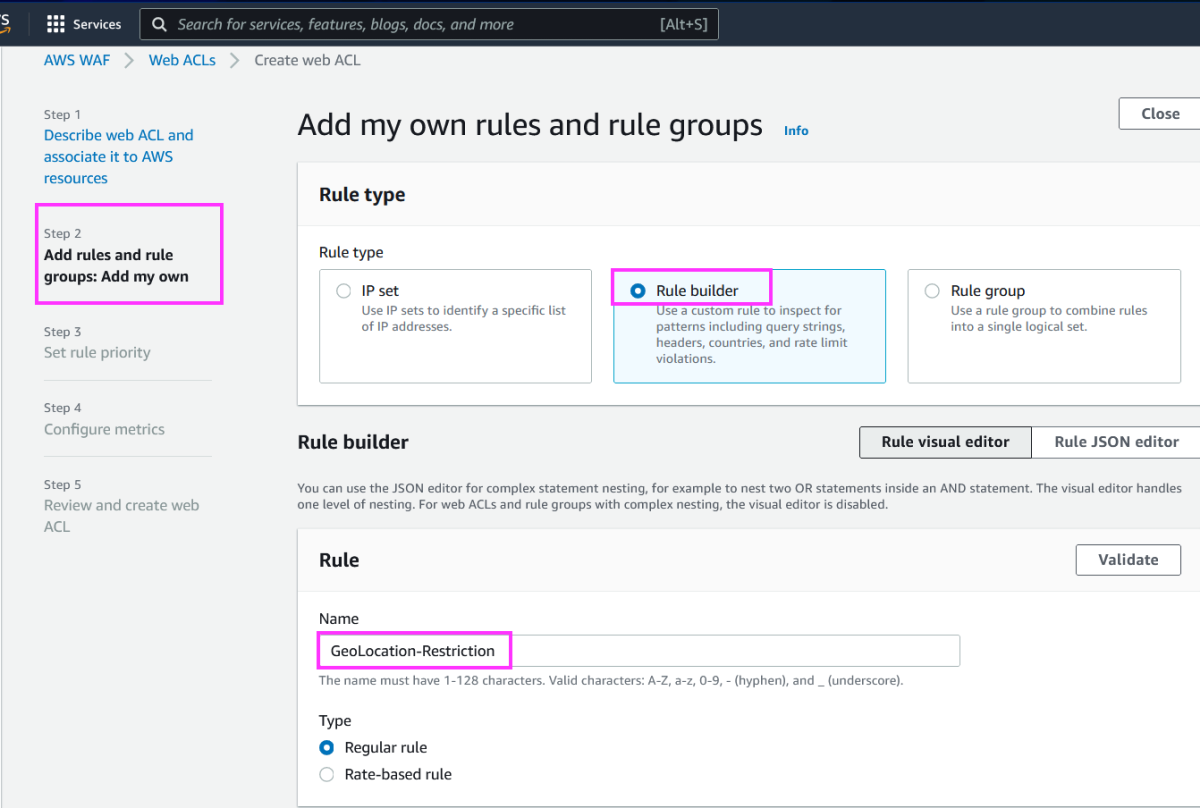 Services
Search for services, features, blogs, docs, and more
[Alt+S]
AWS WAF > Web ACLs > Create web ACL
Step 1
Describe web ACL and
associate it to AWS
resources
Step 2
Add rules and rule
groups: Add my own
Step 3
Set rule priority
Step 4
Configure metrics
Step 5
Review and create web
ACL
Add my own rules and rule groups
Info
Close
Rule type
Rule type
IP set
Use IP sets to identify a specific list
of IP addresses.
Rule builder
Use a custom rule to inspect for
patterns including query strings,
headers, countries, and rate limit
violations.
Rule group
Use a rule group to combine rules
into a single logical set.
Rule builder
Rule visual editor
Rule JSON editor
You can use the JSON editor for complex statement nesting, for example to nest two OR statements inside an AND statement. The visual editor handles
one level of nesting. For web ACLs and rule groups with complex nesting, the visual editor is disabled.
Rule
Validate
Name
GeoLocation-Restriction
The name must have 1-128 characters. Valid characters: A-Z, a-z, 0-9, - (hyphen), and _ (underscore).
Type
Regular rule
Rate-based rule